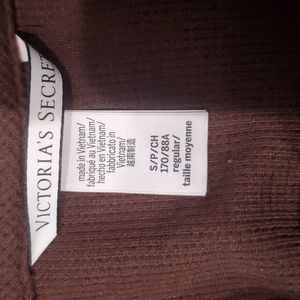 VICTORIA'S SECRET
made in Vietnam/
fabriqué au Vietnam/
hecho en Vietnam/
fabricato in
Vietnam/
越南制造
S/P/CH
170/88A
regular/
taille moyenne